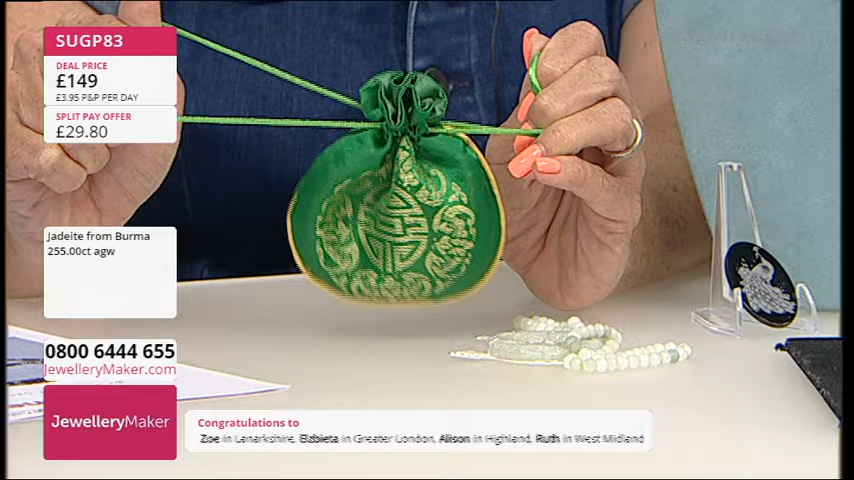 SUGP83
DEAL PRICE
£149
£3.95 P&P PER DAY
SPLIT PAY OFFER
£29.80
Jadeite from Burma
255.00ct agw
0800 6444 655
JewelleryMaker.com
JewelleryMaker
Congratulations to
Zoe in Lanarkshire, Elzbieta in Greater London, Alison in Highland, Ruth in West Midland